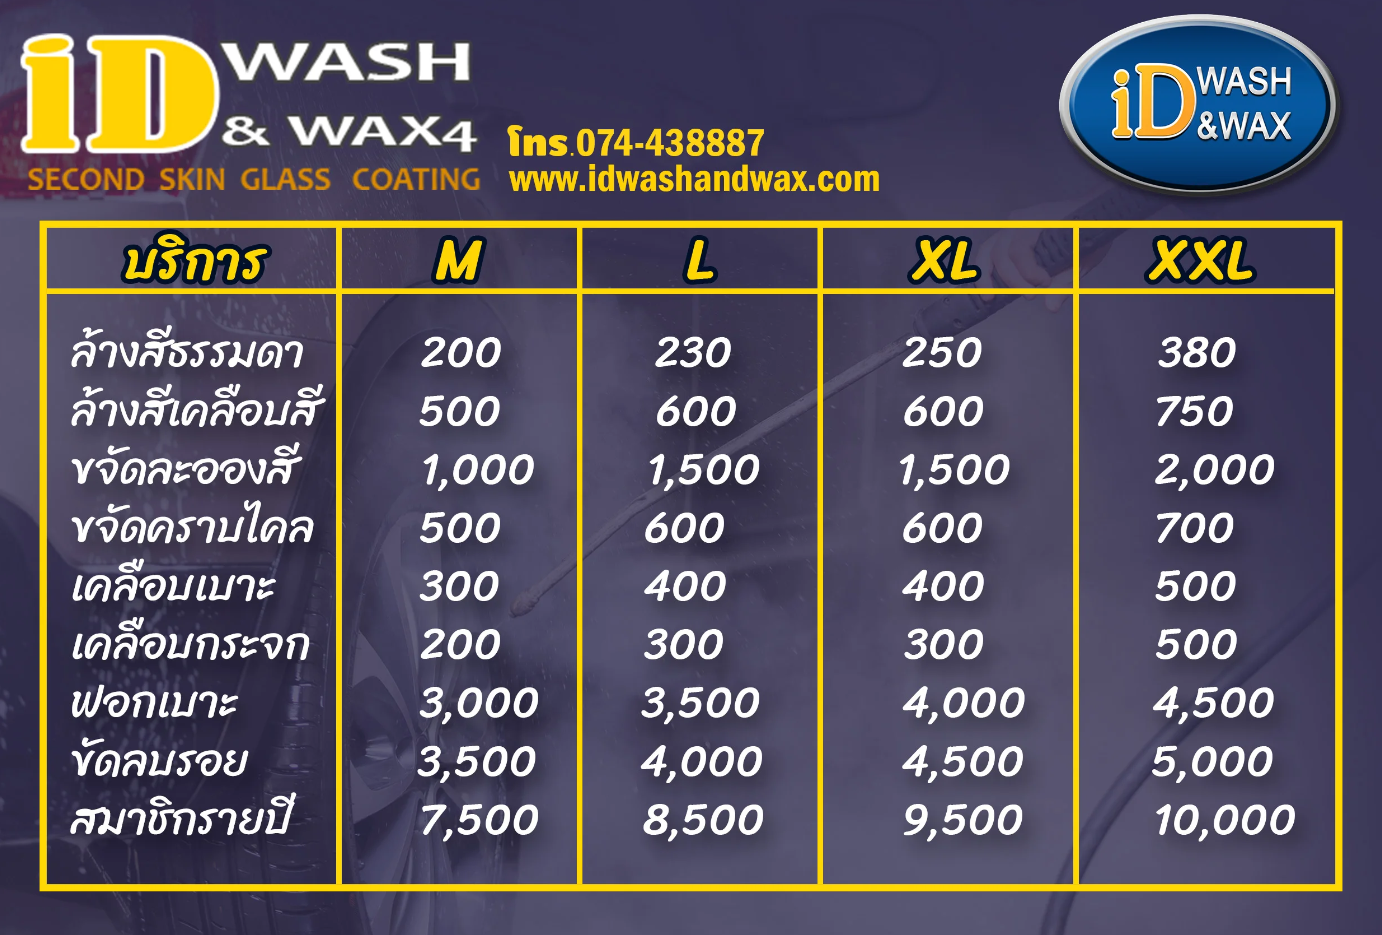 iD WASH
& WAX4
SECOND SKIN GLASS COATING
โทร.074-438887
www.idwashandwax.com
iD WASH
&WAX
บริการ M L XL XXL
ล้างสีธรรมดา 200 230 250 380
ล้างสีเคลือบสี 500 600 600 750
ขจัดละอองสี 1,000 1,500 1,500 2,000
ขจัดคราบไคล 500 600 600 700
เคลือบเบาะ 300 400 400 500
เคลือบกระจก 200 300 300 500
ฟอกเบาะ 3,000 3,500 4,000 4,500
ขัดลบรอย 3,500 4,000 4,500 5,000
สมาชิกรายปี 7,500 8,500 9,500 10,000